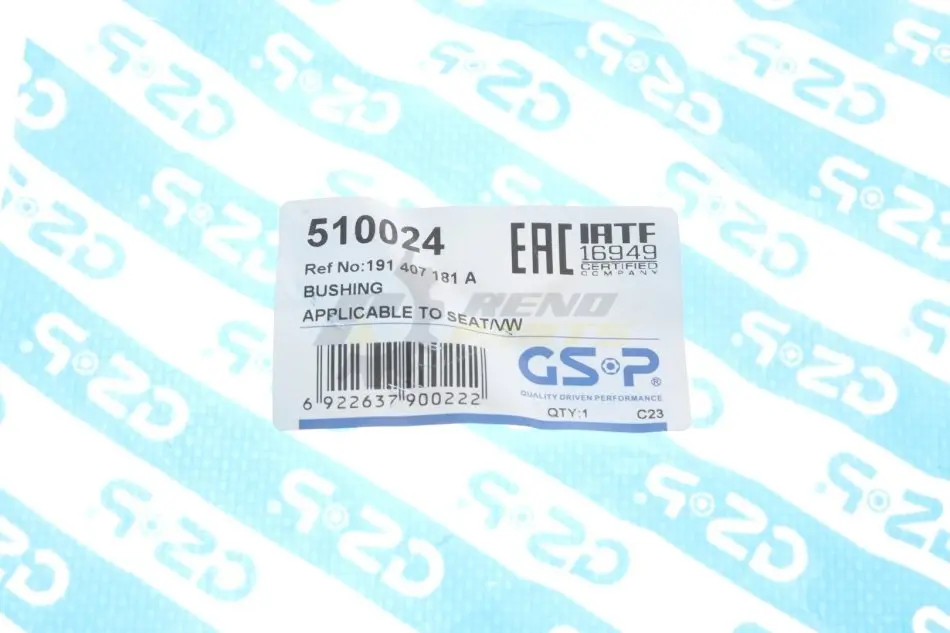 510024
Ref No:191 407 181 A
BUSHING
APPLICABLE TO SEAT/VW
EAC
IATF
16949
CERTIFIED
COMPANY
6 922637 900222
GSP®
QUALITY DRIVEN PERFORMANCE
QTY:1 C23